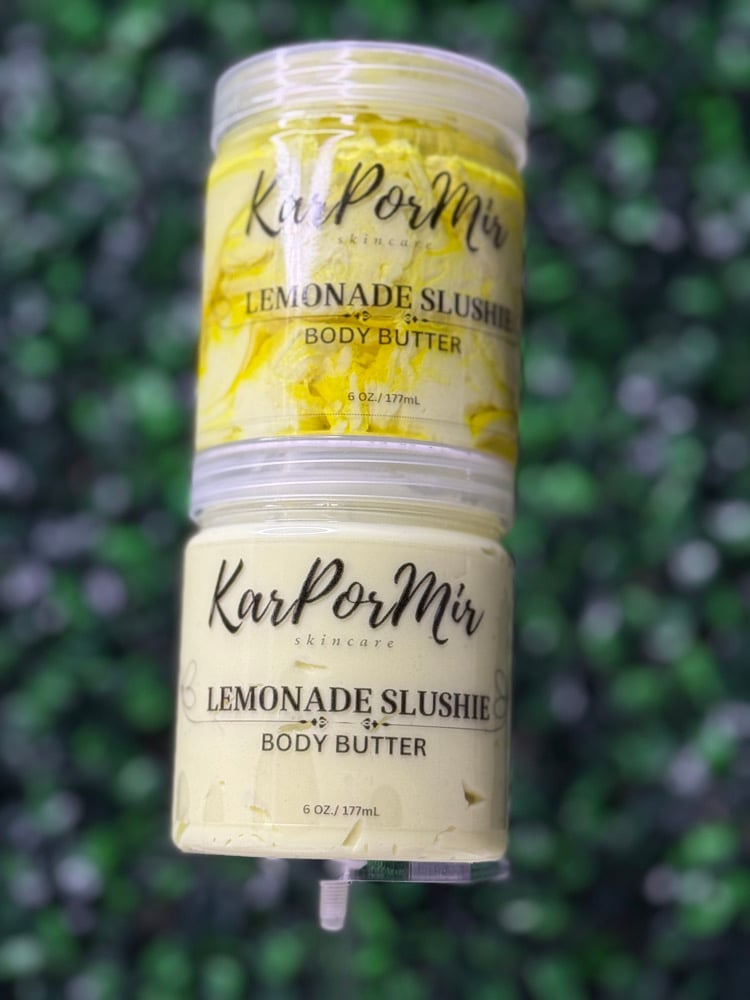 KarPorMir
skincare
LEMONADE SLUSHIE
BODY BUTTER
6 OZ./ 177mL
KarPorMir
skincare
LEMONADE SLUSHIE
BODY BUTTER
6 OZ./ 177mL